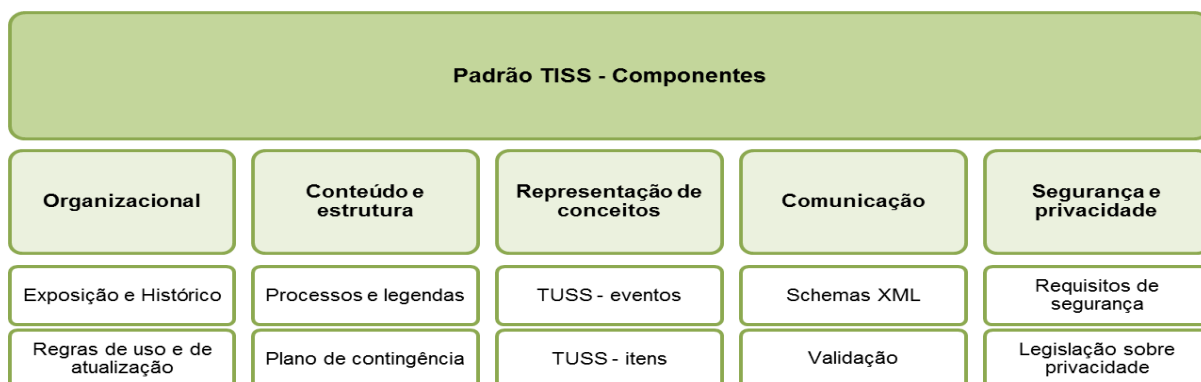 Padrão TISS - Componentes
Organizacional
Conteúdo e
estrutura
Representação de
conceitos
Comunicação
Segurança e
privacidade
Exposição e Histórico
Processos e legendas
TUSS - eventos
Schemas XML
Requisitos de
segurança
Regras de uso e de
atualização
Plano de contingência
TUSS - itens
Validação
Legislação sobre
privacidade